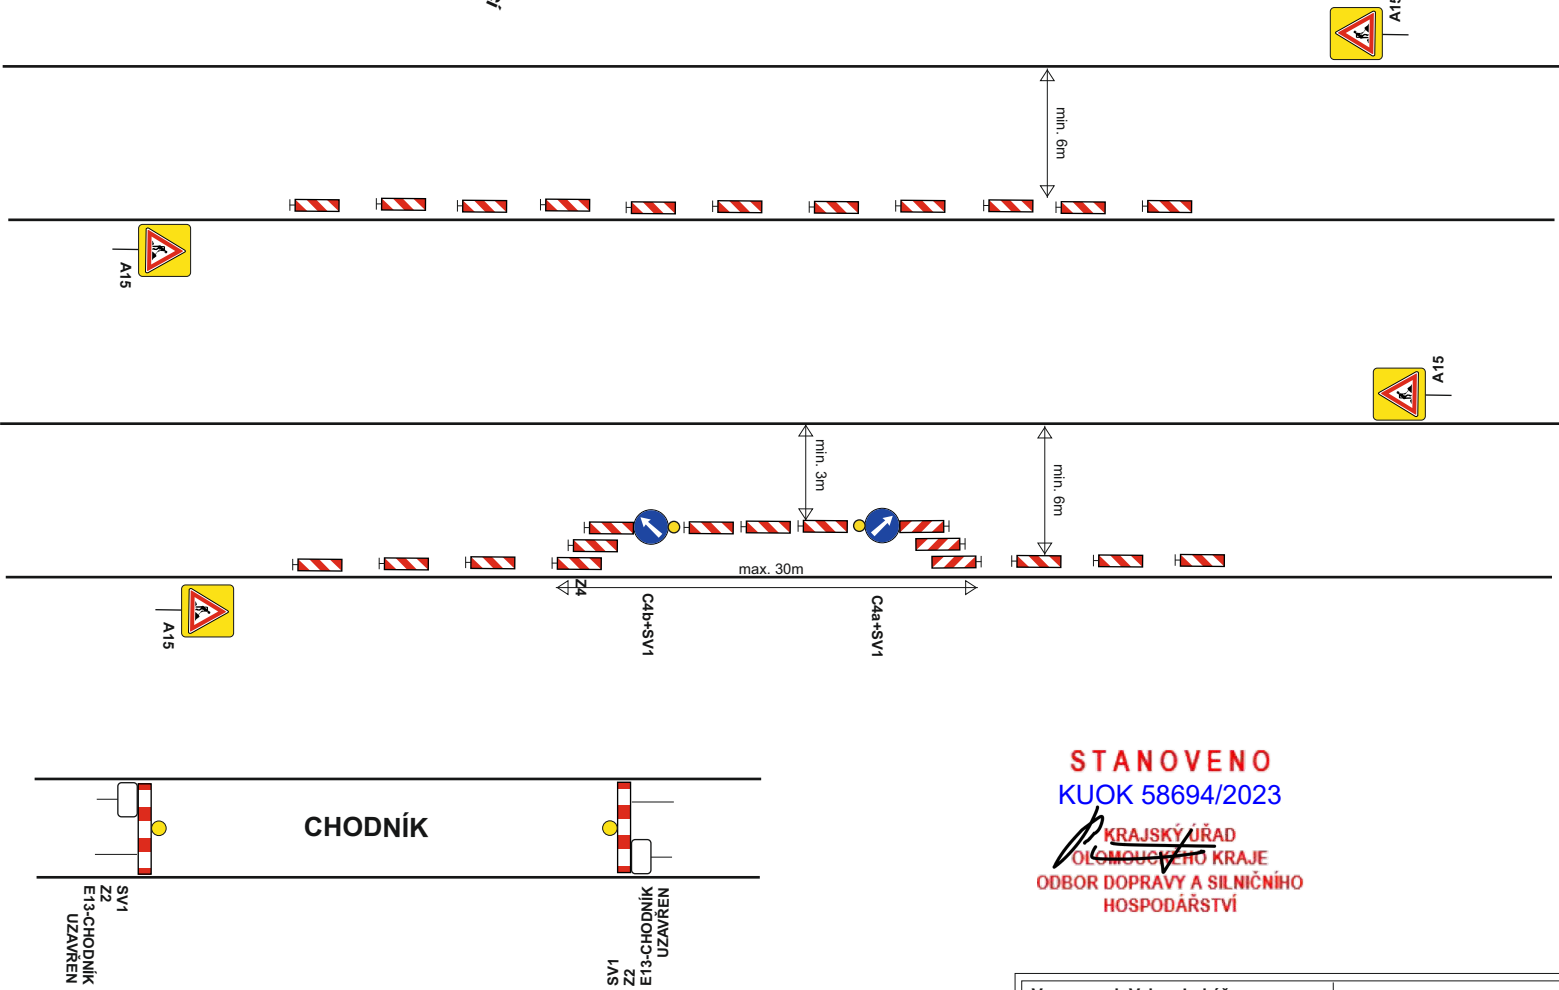 A15
min. 6m
A15
A15
min. 3m
min. 6m
max. 30m
Z4
C4b+SV1
C4a+SV1
A15
CHODNÍK
SV1
Z2
E13-CHODNÍK
UZAVŘEN
SV1
Z2
E13-CHODNÍK
UZAVŘEN
STANOVENO
KUOK 58694/2023
KRAJSKÝ ÚŘAD
OLOMOUCKÉHO KRAJE
ODBOR DOPRAVY A SILNIČNÍHO
HOSPODÁŘSTVÍ